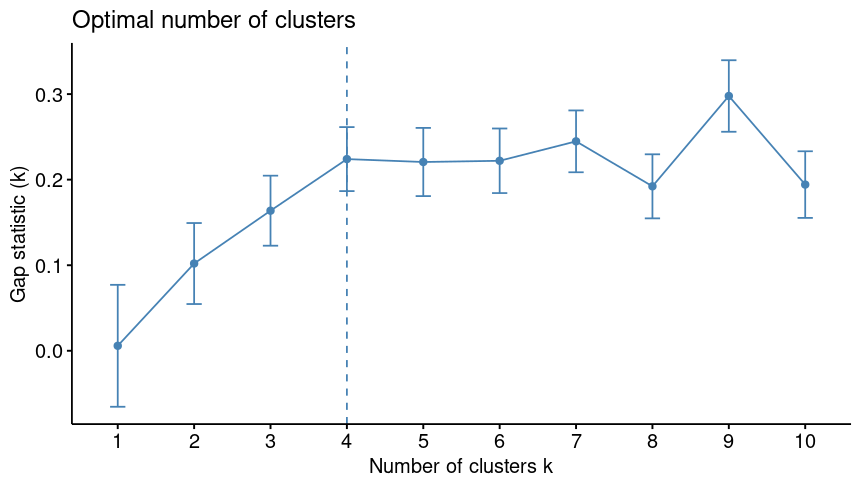 Optimal number of clusters
Gap statistic (k)
0.3
0.2
0.1
0.0
1 2 3 4 5 6 7 8 9 10
Number of clusters k